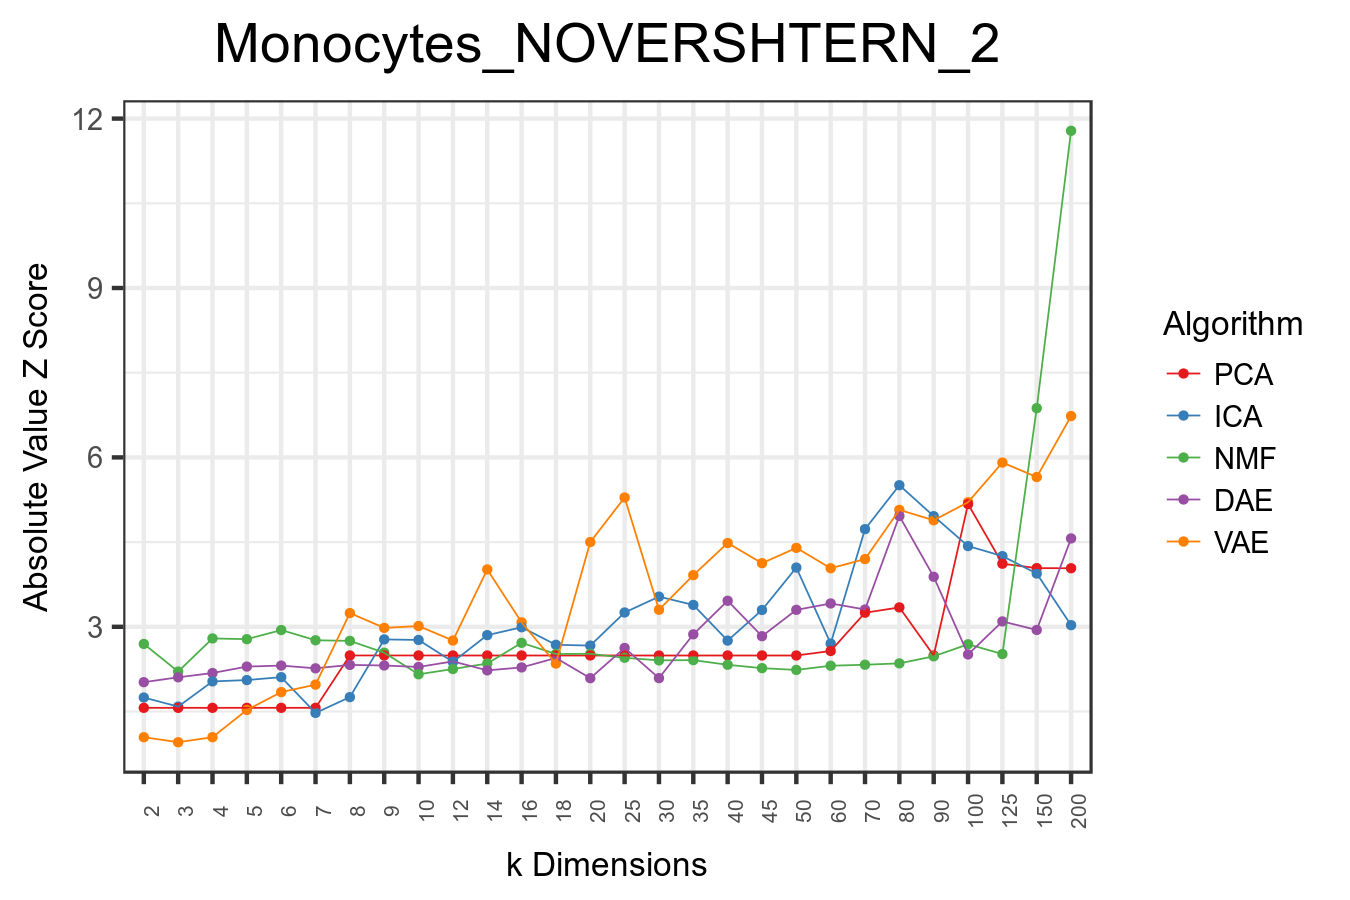 Monocytes_NOVERSHTERN_2
Absolute Value Z Score
12
9
6
3
2 3 4 5 6 7 8 9 10 12 14 16 18 20 25 30 35 40 45 50 60 70 80 90 100 125 150 200
k Dimensions
Algorithm
PCA
ICA
NMF
DAE
VAE